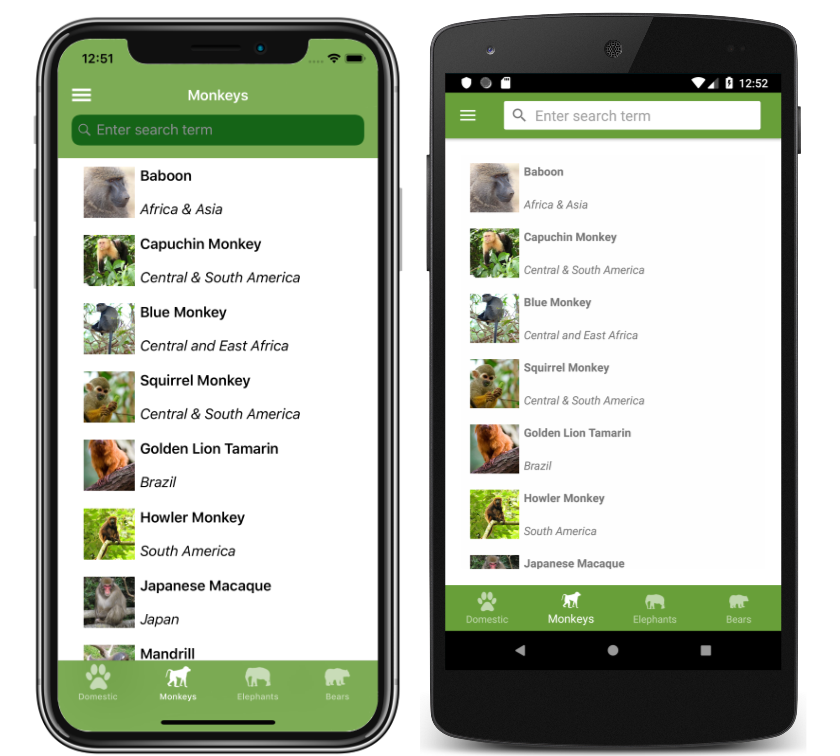 12:51
Monkeys
Enter search term
Baboon
Africa & Asia
Capuchin Monkey
Central & South America
Blue Monkey
Central and East Africa
Squirrel Monkey
Central & South America
Golden Lion Tamarin
Brazil
Howler Monkey
South America
Japanese Macaque
Japan
Mandrill
Domestic
Monkeys
Elephants
Bears
12:52
Enter search term
Baboon
Africa & Asia
Capuchin Monkey
Central & South America
Blue Monkey
Central and East Africa
Squirrel Monkey
Central & South America
Golden Lion Tamarin
Brazil
Howler Monkey
South America
Japanese Macaque
Domestic
Monkeys
Elephants
Bears